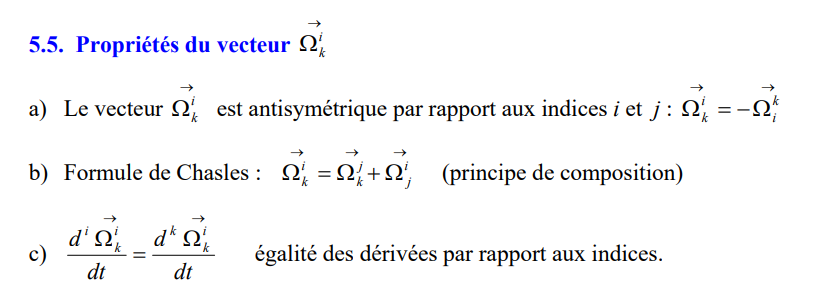 5.5. Propriétés du vecteur $\overrightarrow{\Omega_k^i}$
a) Le vecteur $\overrightarrow{\Omega_k^i}$ est antisymétrique par rapport aux indices i et j : $\overrightarrow{\Omega_k^i} = -\overrightarrow{\Omega_i^k}$
b) Formule de Chasles : $\overrightarrow{\Omega_k^i} = \overrightarrow{\Omega_k^j} + \overrightarrow{\Omega_j^i}$ (principe de composition)
c) $\frac{d^i \overrightarrow{\Omega_k^i}}{dt} = \frac{d^k \overrightarrow{\Omega_k^i}}{dt}$ égalité des dérivées par rapport aux indices.